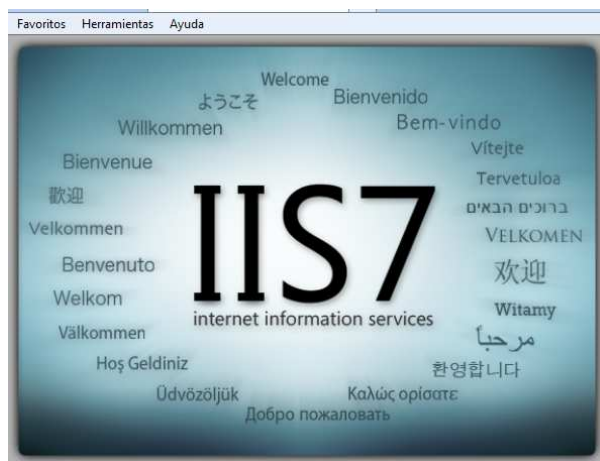 Favoritos Herramientas Ayuda
Welcome
ようこそ
Bienvenido
Willkommen
Bem-vindo
Vítejte
Bienvenue
Tervetuloa
歡迎
ברוכים הבאים
Velkommen
VELKOMEN
Benvenuto
欢迎
Welkom
Witamy
IIS7
internet information services
Välkommen
مرحباً
Hoş Geldiniz
환영합니다
Üdvözöljük
Καλώς ορίσατε
Добро пожаловать